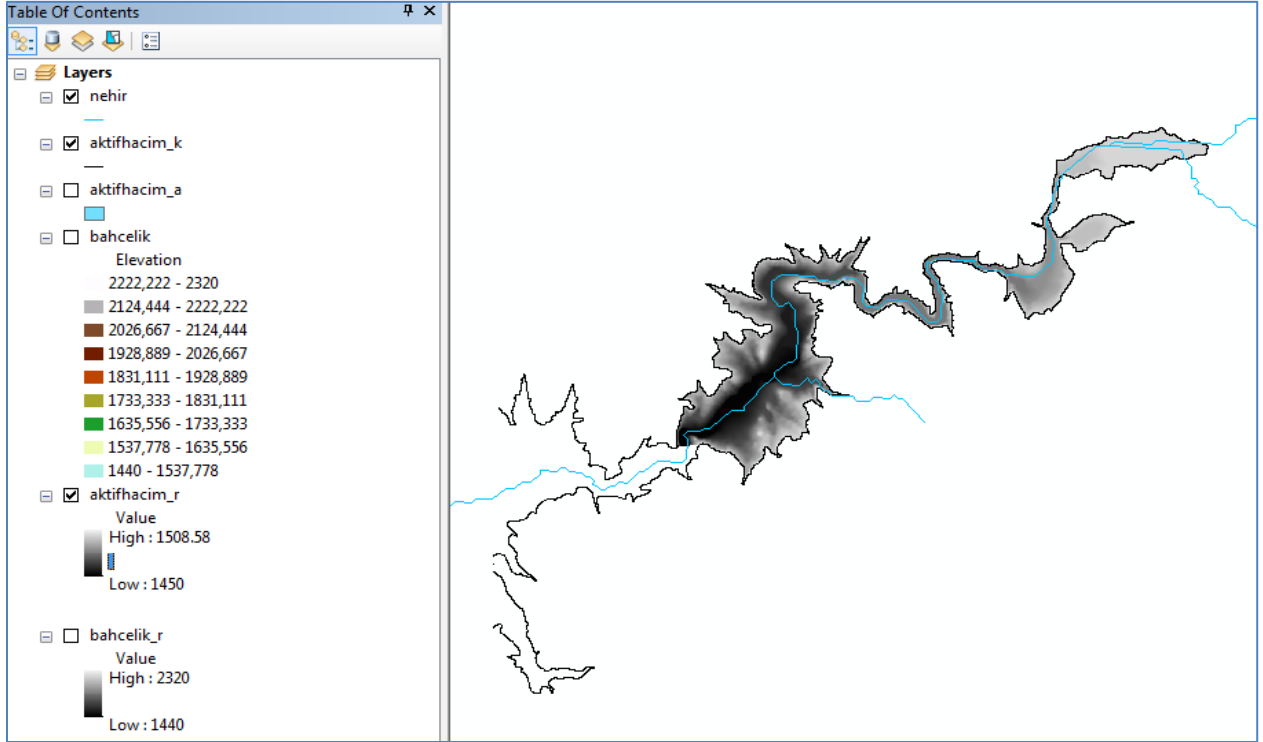 Table Of Contents
Layers
nehir
aktifhacim_k
aktifhacim_a
bahcelik
Elevation
2222,222 - 2320
2124,444 - 2222,222
2026,667 - 2124,444
1928,889 - 2026,667
1831,111 - 1928,889
1733,333 - 1831,111
1635,556 - 1733,333
1537,778 - 1635,556
1440 - 1537,778
aktifhacim_r
Value
High : 1508.58
Low : 1450
bahcelik_r
Value
High : 2320
Low : 1440